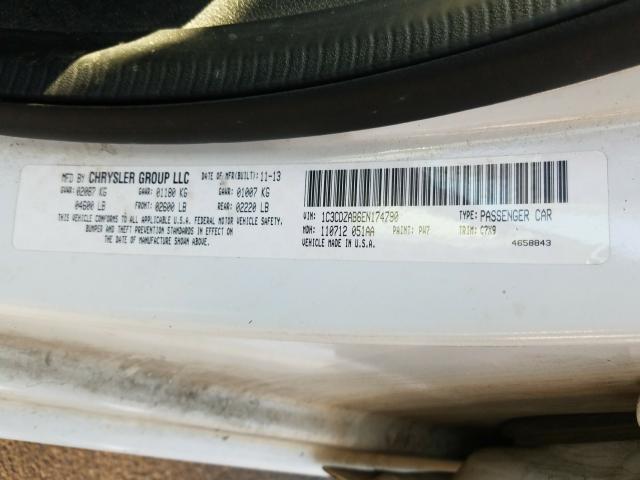 MFD BY CHRYSLER GROUP LLC DATE OF MFR(BUILT): 11-13
GVWR: 02087 KG GAWR: 01180 KG GAWR: 01007 KG
04600 LB FRONT: 02600 LB REAR: 02220 LB
THIS VEHICLE CONFORMS TO ALL APPLICABLE U.S.A. FEDERAL MOTOR VEHICLE SAFETY,
BUMPER AND THEFT PREVENTION STANDARDS IN EFFECT ON
THE DATE OF MANUFACTURE SHOWN ABOVE.
VIN: 1C3CDZAB6EN174790 TYPE: PASSENGER CAR
MDH: 110712 051AA PAINT: PW7 TRIM: C7X9
VEHICLE MADE IN U.S.A. 4658843